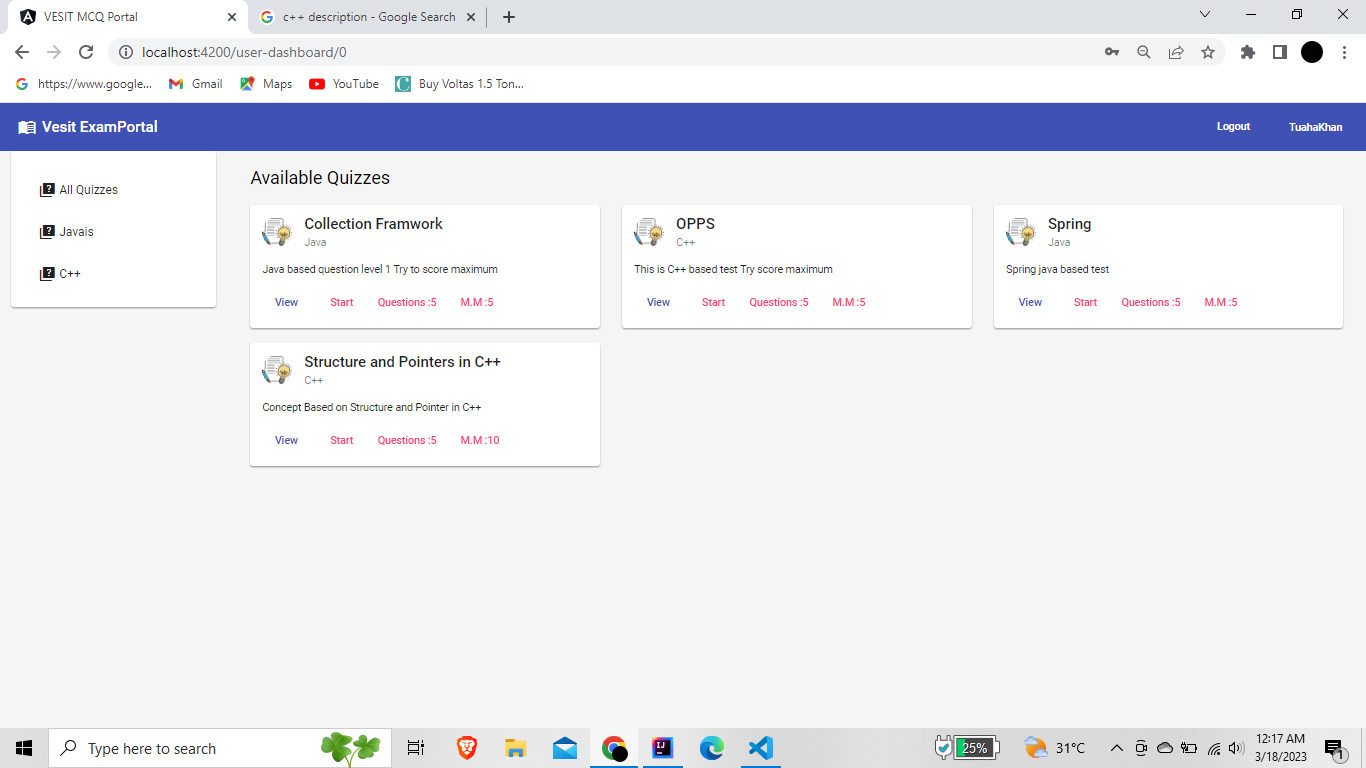 VESIT MCQ Portal
c++ description - Google Search
localhost:4200/user-dashboard/0
https://www.google... Gmail Maps YouTube Buy Voltas 1.5 Ton...
Vesit ExamPortal Logout TuahaKhan
All Quizzes
Javais
C++
Available Quizzes
Collection Framwork
Java
Java based question level 1 Try to score maximum
View Start Questions :5 M.M :5
OPPS
C++
This is C++ based test Try score maximum
View Start Questions :5 M.M :5
Spring
Java
Spring java based test
View Start Questions :5 M.M :5
Structure and Pointers in C++
C++
Concept Based on Structure and Pointer in C++
View Start Questions :5 M.M :10
Type here to search
25%
31°C
12:17 AM
3/18/2023
1